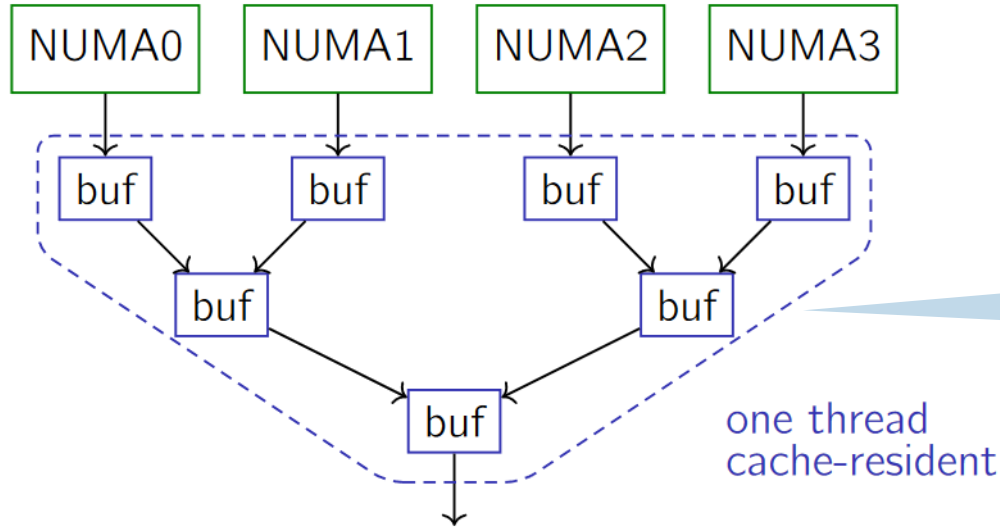 NUMA0
NUMA1
NUMA2
NUMA3
buf
buf
buf
buf
buf
buf
buf
one thread
cache-resident